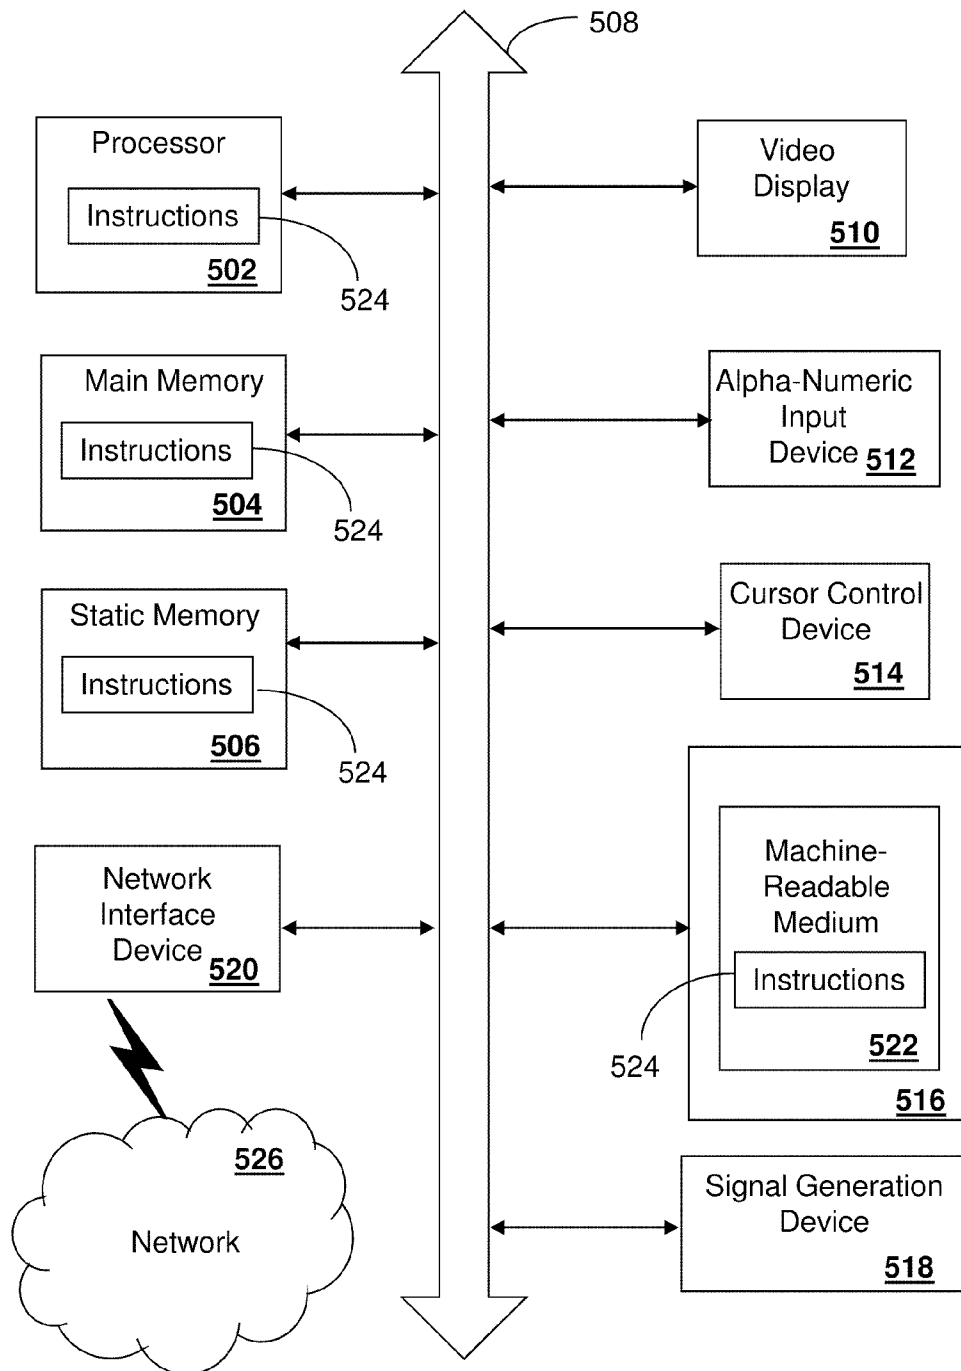 508
Processor
Instructions
502
524
Main Memory
Instructions
504
524
Static Memory
Instructions
506
524
Network
Interface
Device
520
526
Network
Video
Display
510
Alpha-Numeric
Input
Device
512
Cursor Control
Device
514
Machine-
Readable
Medium
Instructions
522
524
516
Signal Generation
Device
518